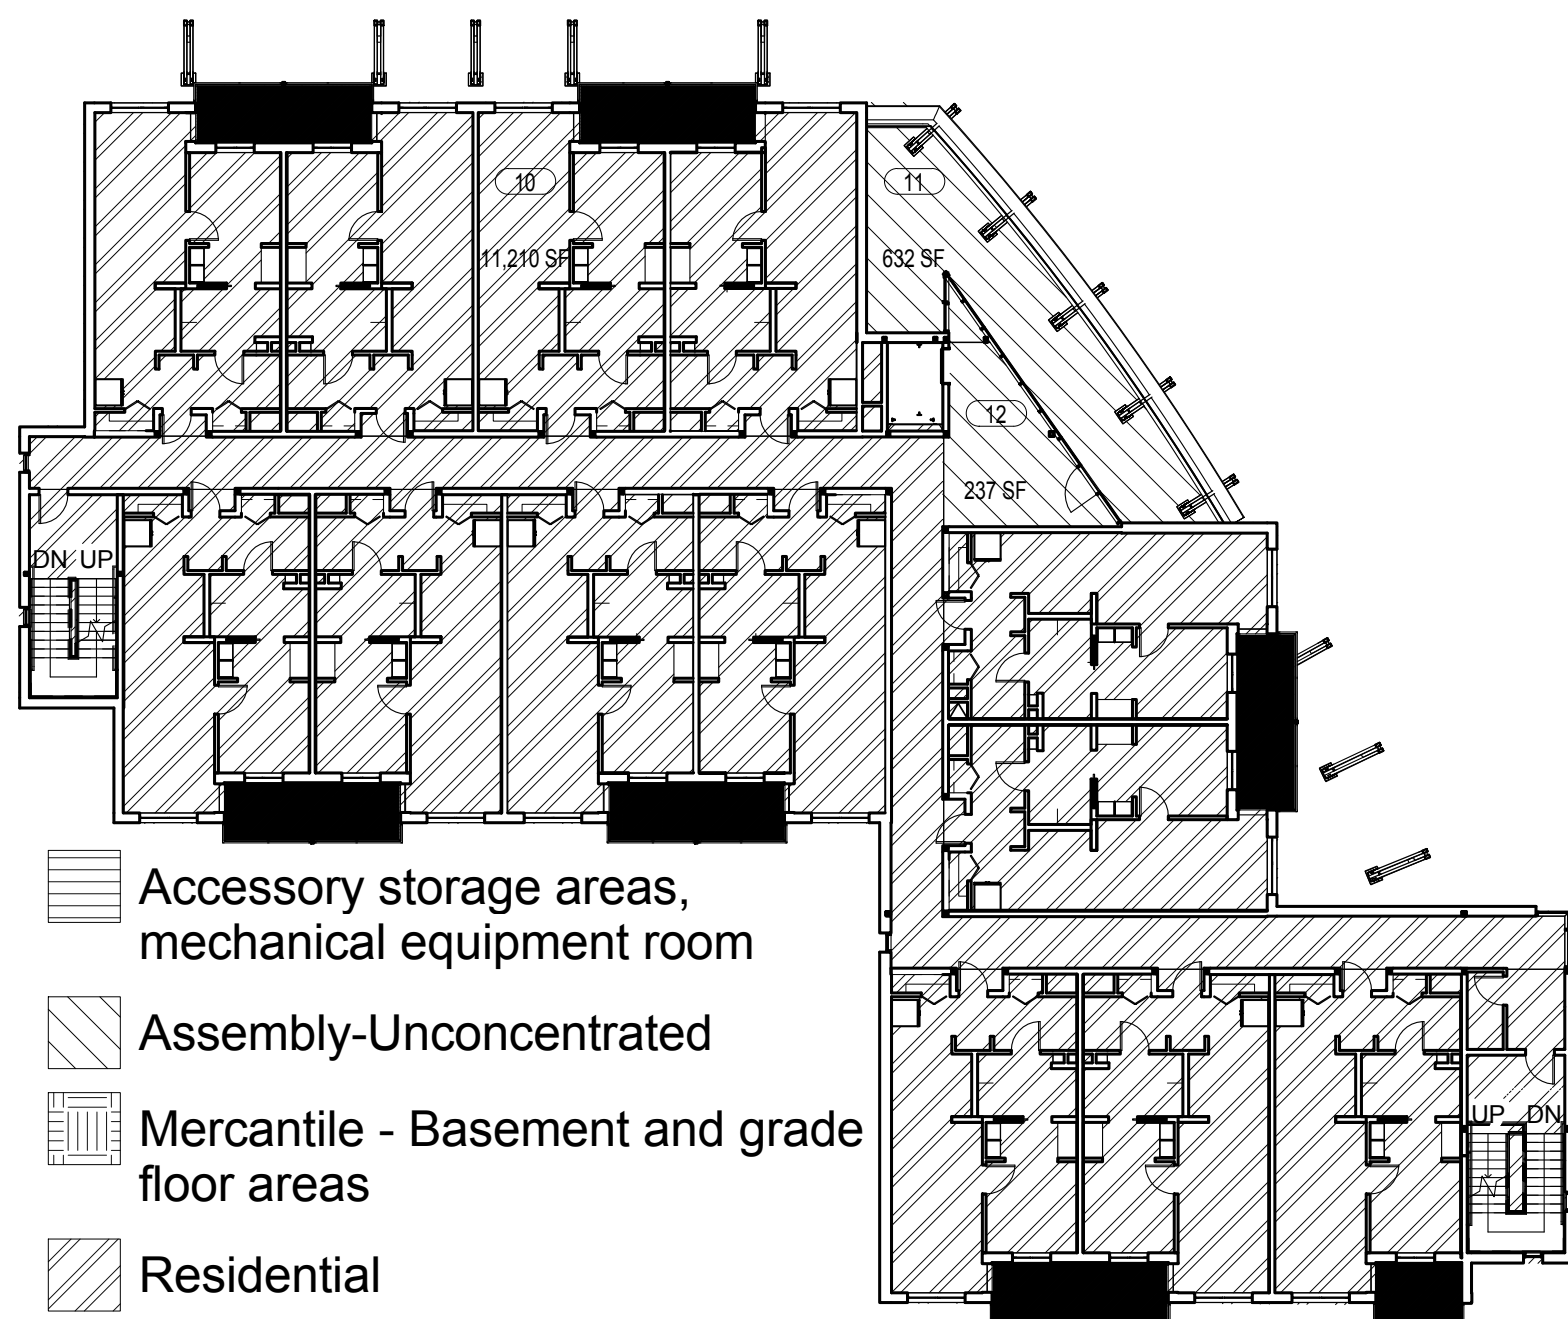 10
11
11,210 SF
632 SF
12
237 SF
DN UP
Accessory storage areas,
mechanical equipment room
Assembly-Unconcentrated
Mercantile - Basement and grade
floor areas
UP DN
Residential